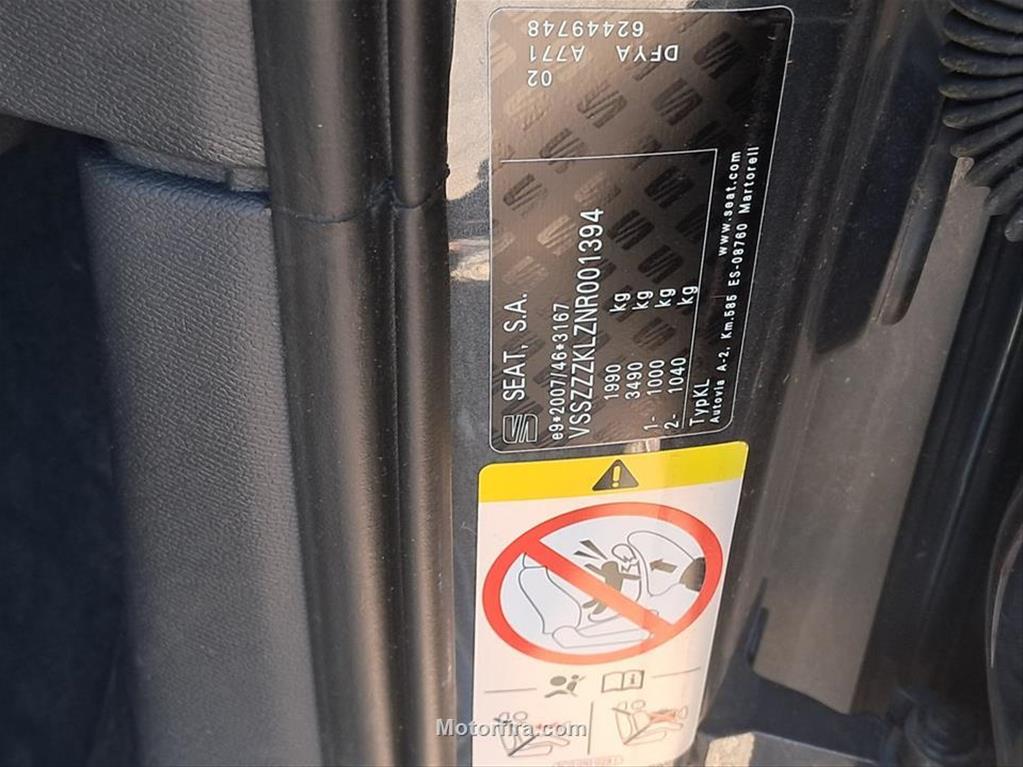 SEAT, S.A.
e9*2007/46*3167
VSSZZZKLZNR001394
1990 kg
3490 kg
1- 1000 kg
2- 1040 kg
TypKL
Autovia A-2, Km.585 ES-08760 Martorell
www.seat.com
02
DFYA A771
62449748
Motorfira.com